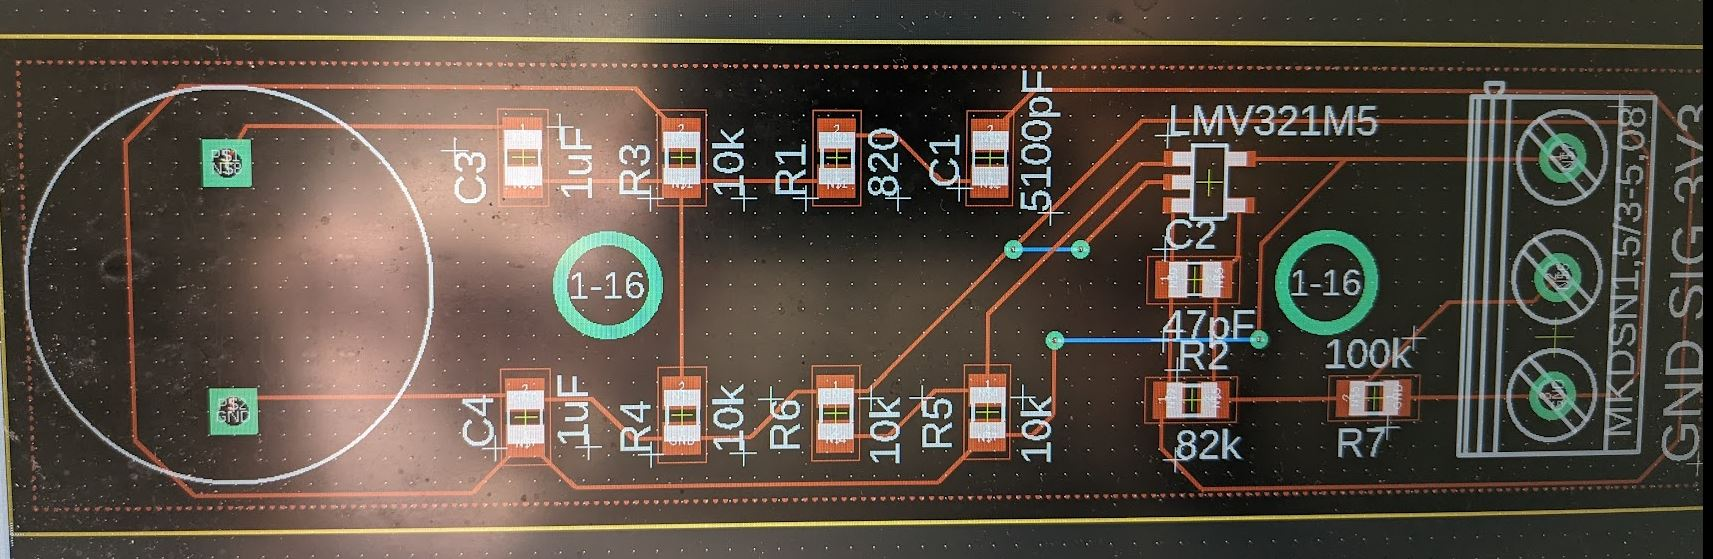 LMV321M5
C3
1uF
R3
10k
R1
820
C1
5100pF
C2
1-16
1-16
47pF
R2
100k
C4
1uF
R4
10k
R6
10k
R5
10k
82k
R7
MKDSN1,5/3-5,08
GND SIG 3V3
GND